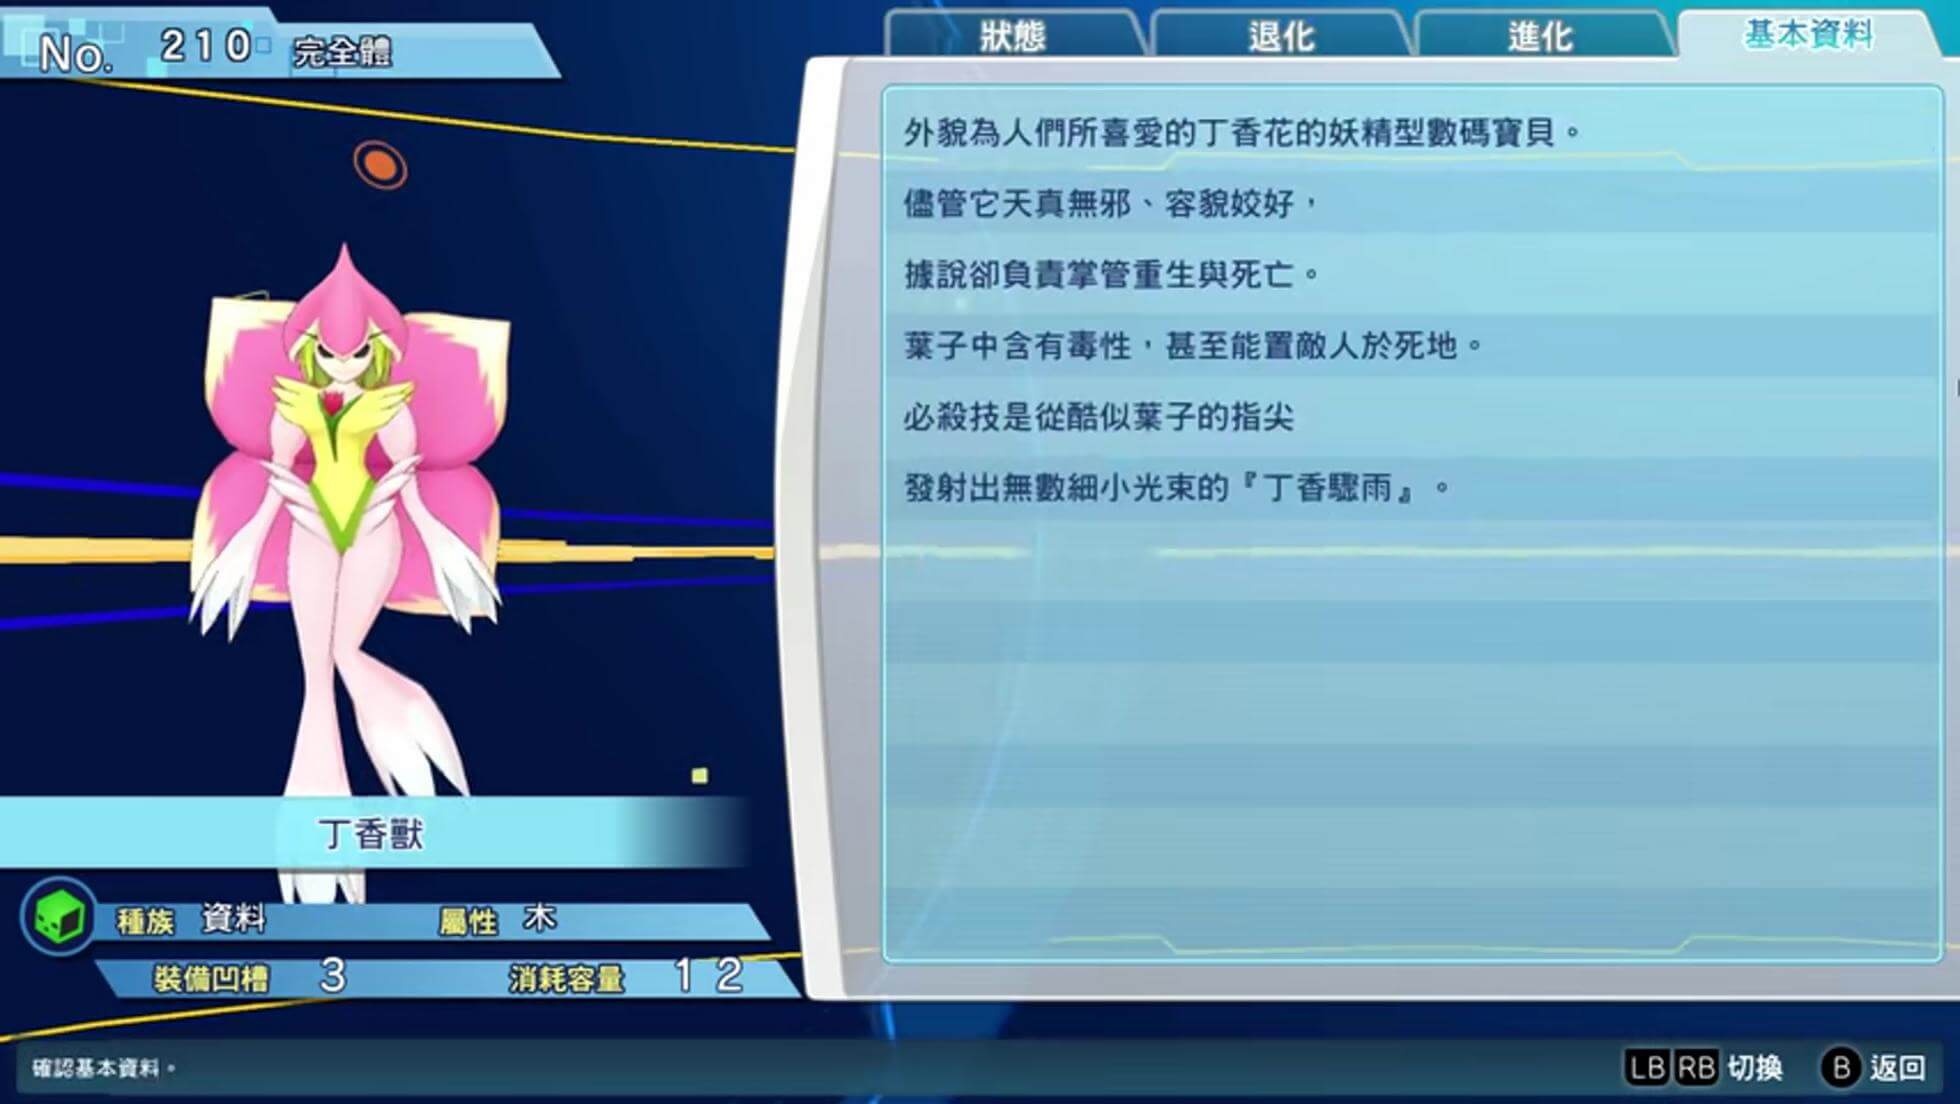 No. 210 完全體
狀態 退化 進化 基本資料
外貌為人們所喜愛的丁香花的妖精型數碼寶貝。
儘管它天真無邪、容貌姣好，
據說卻負責掌管重生與死亡。
葉子中含有毒性，甚至能置敵人於死地。
必殺技是從酷似葉子的指尖
發射出無數細小光束的『丁香驟雨』。
丁香獸
種族 資料 屬性 木
裝備凹槽 3 消耗容量 12
確認基本資料。
LB RB 切換 B 返回